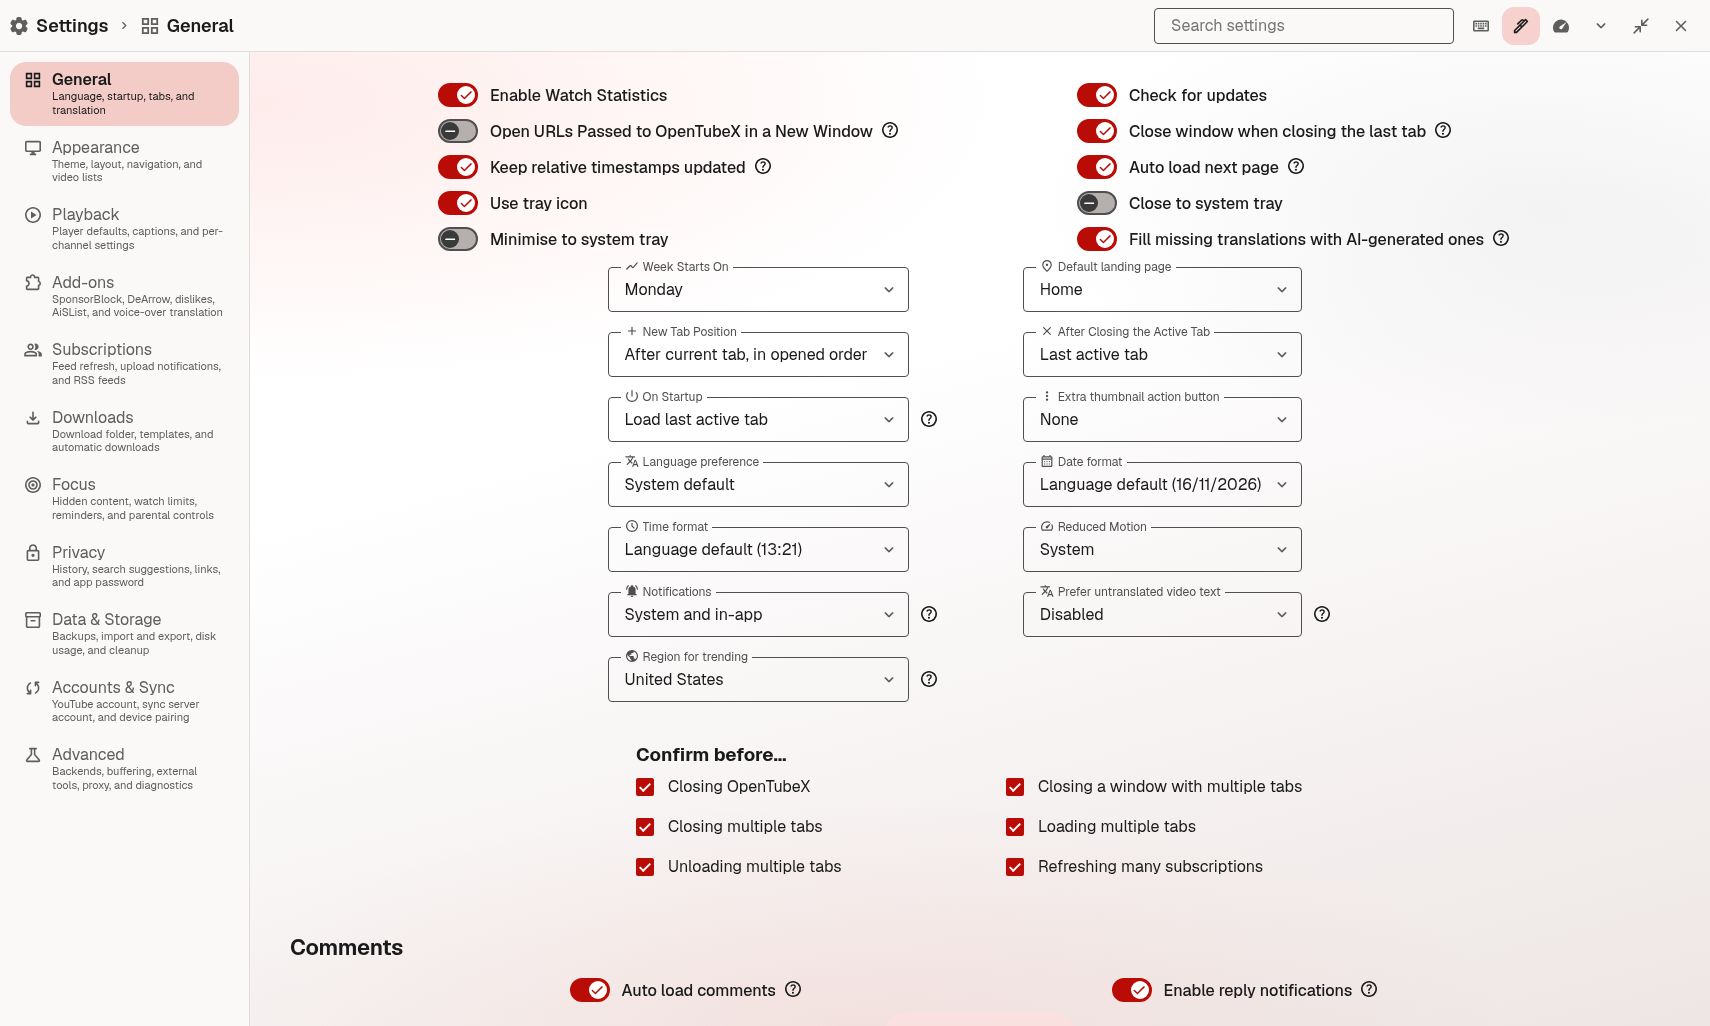 Settings
General
Search settings
General
Language, startup, tabs, and
translation
Appearance
Theme, layout, navigation, and
video lists
Playback
Player defaults, captions, and per-
channel settings
Add-ons
SponsorBlock, DeArrow, dislikes,
AiSList, and voice-over translation
Subscriptions
Feed refresh, upload notifications,
and RSS feeds
Downloads
Download folder, templates, and
automatic downloads
Focus
Hidden content, watch limits,
reminders, and parental controls
Privacy
History, search suggestions, links,
and app password
Data & Storage
Backups, import and export, disk
usage, and cleanup
Accounts & Sync
YouTube account, sync server
account, and device pairing
Advanced
Backends, buffering, external
tools, proxy, and diagnostics
Enable Watch Statistics
Check for updates
Open URLs Passed to OpenTubeX in a New Window
Close window when closing the last tab
Keep relative timestamps updated
Auto load next page
Use tray icon
Close to system tray
Minimise to system tray
Fill missing translations with AI-generated ones
Week Starts On
Monday
Default landing page
Home
New Tab Position
After current tab, in opened order
After Closing the Active Tab
Last active tab
On Startup
Load last active tab
Extra thumbnail action button
None
Language preference
System default
Date format
Language default (16/11/2026)
Time format
Language default (13:21)
Reduced Motion
System
Notifications
System and in-app
Prefer untranslated video text
Disabled
Region for trending
United States
Confirm before...
Closing OpenTubeX
Closing a window with multiple tabs
Closing multiple tabs
Loading multiple tabs
Unloading multiple tabs
Refreshing many subscriptions
Comments
Auto load comments
Enable reply notifications